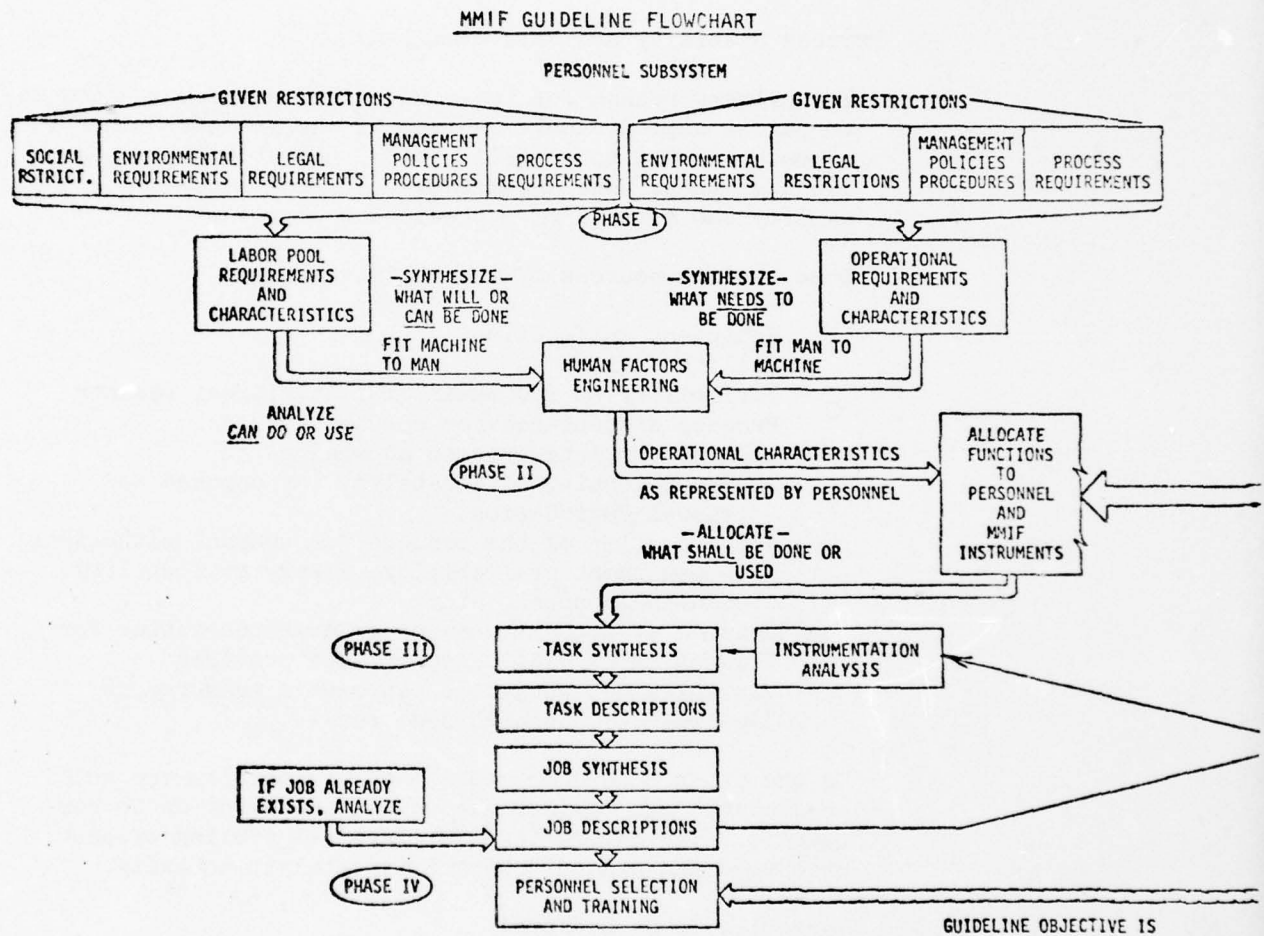 MMIF GUIDELINE FLOWCHART
PERSONNEL SUBSYSTEM
GIVEN RESTRICTIONS
GIVEN RESTRICTIONS
SOCIAL
RSTRICT.
ENVIRONMENTAL
REQUIREMENTS
LEGAL
REQUIREMENTS
MANAGEMENT
POLICIES
PROCEDURES
PROCESS
REQUIREMENTS
ENVIRONMENTAL
REQUIREMENTS
LEGAL
RESTRICTIONS
MANAGEMENT
POLICIES
PROCEDURES
PROCESS
REQUIREMENTS
PHASE I
LABOR POOL
REQUIREMENTS
AND
CHARACTERISTICS
—SYNTHESIZE—
WHAT WILL OR
CAN BE DONE
—SYNTHESIZE—
WHAT NEEDS TO
BE DONE
OPERATIONAL
REQUIREMENTS
AND
CHARACTERISTICS
FIT MACHINE
TO MAN
HUMAN FACTORS
ENGINEERING
FIT MAN TO
MACHINE
ANALYZE
CAN DO OR USE
PHASE II
OPERATIONAL CHARACTERISTICS
AS REPRESENTED BY PERSONNEL
ALLOCATE
FUNCTIONS
TO
PERSONNEL
AND
MMIF
INSTRUMENTS
—ALLOCATE—
WHAT SHALL BE DONE OR
USED
PHASE III
TASK SYNTHESIS
INSTRUMENTATION
ANALYSIS
TASK DESCRIPTIONS
JOB SYNTHESIS
IF JOB ALREADY
EXISTS, ANALYZE
JOB DESCRIPTIONS
PHASE IV
PERSONNEL SELECTION
AND TRAINING
GUIDELINE OBJECTIVE IS